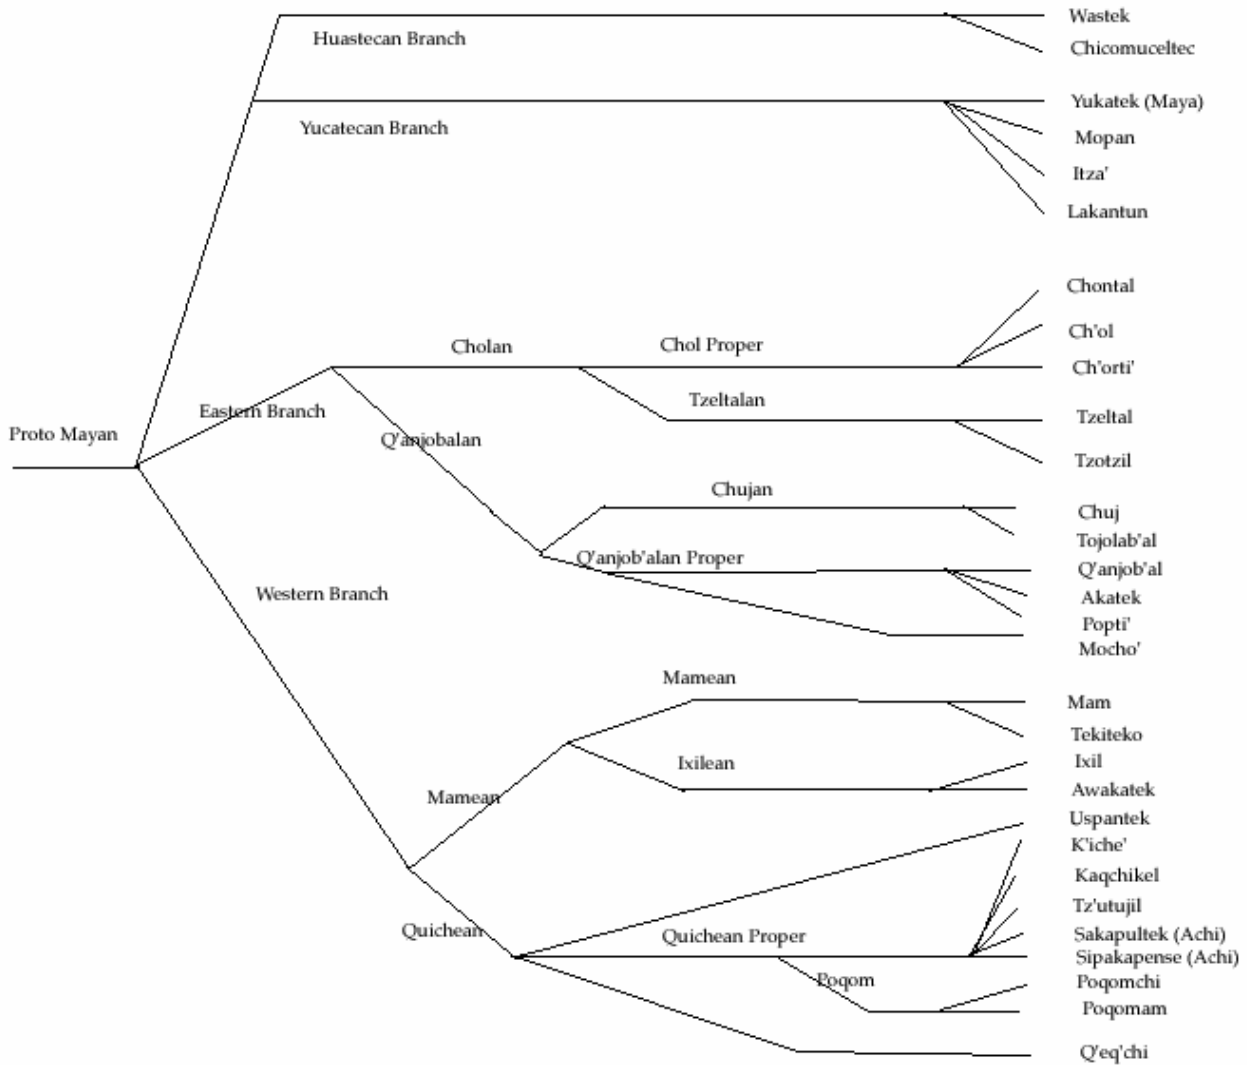 Wastek
Huastecan Branch
Chicomuceltec
Yukatek (Maya)
Yucatecan Branch
Mopan
Itza'
Lakantun
Chontal
Ch'ol
Cholan
Chol Proper
Ch'orti'
Tzeltalan
Eastern Branch
Tzeltal
Proto Mayan
Q'anjobalan
Tzotzil
Chujan
Chuj
Tojolab'al
Q'anjob'alan Proper
Q'anjob'al
Western Branch
Akatek
Popti'
Mocho'
Mamean
Mam
Tekiteko
Ixilean
Ixil
Mamean
Awakatek
Uspantek
K'iche'
Kaqchikel
Tz'utujil
Quichean
Quichean Proper
Sakapultek (Achi)
Sipakapense (Achi)
Poqom
Poqomchi
Poqomam
Q'eq'chi